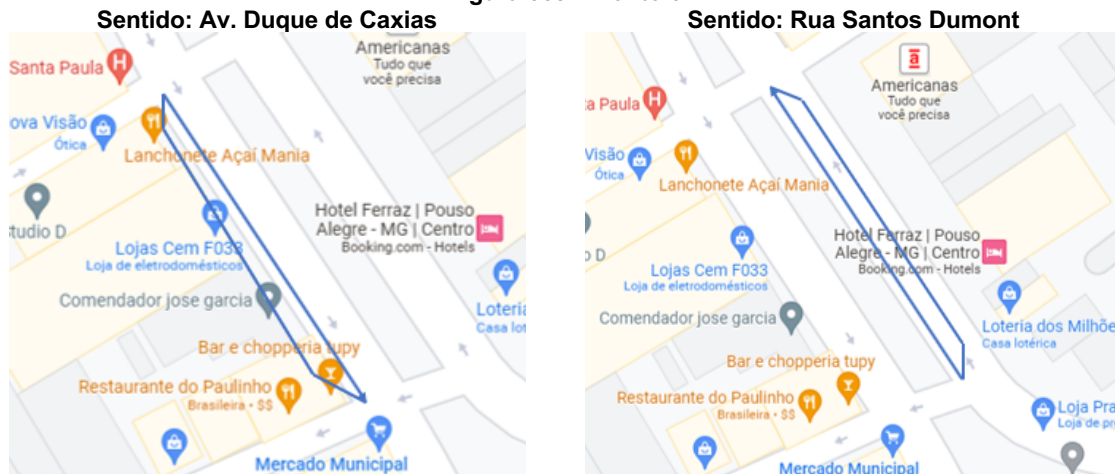 Sentido: Av. Duque de Caxias
Americanas
Tudo que
você precisa
Santa Paula
H
ova Visão
Ótica
Lanchonete Açaí Mania
tudio D
Hotel Ferraz | Pouso
Alegre - MG | Centro
Booking.com - Hotels
Lojas Cem F033
Loja de eletrodomésticos
Comendador jose garcia
Loteria
Casa lot
Bar e chopperia tupy
Restaurante do Paulinho
Brasileira • $$
Mercado Municipal
Sentido: Rua Santos Dumont
a
Americanas
Tudo que
você precisa
ta Paula
H
Visão
Ótica
Lanchonete Açaí Mania
o D
Hotel Ferraz | Pouso
Alegre - MG | Centro
Booking.com - Hotels
Lojas Cem F033
Loja de eletrodomésticos
Comendador jose garcia
Loteria dos Milhõe
Casa lotérica
Bar e chopperia tupy
Restaurante do Paulinho
Brasileira • $$
Loja Pra
Loja de pr
Mercado Municipal